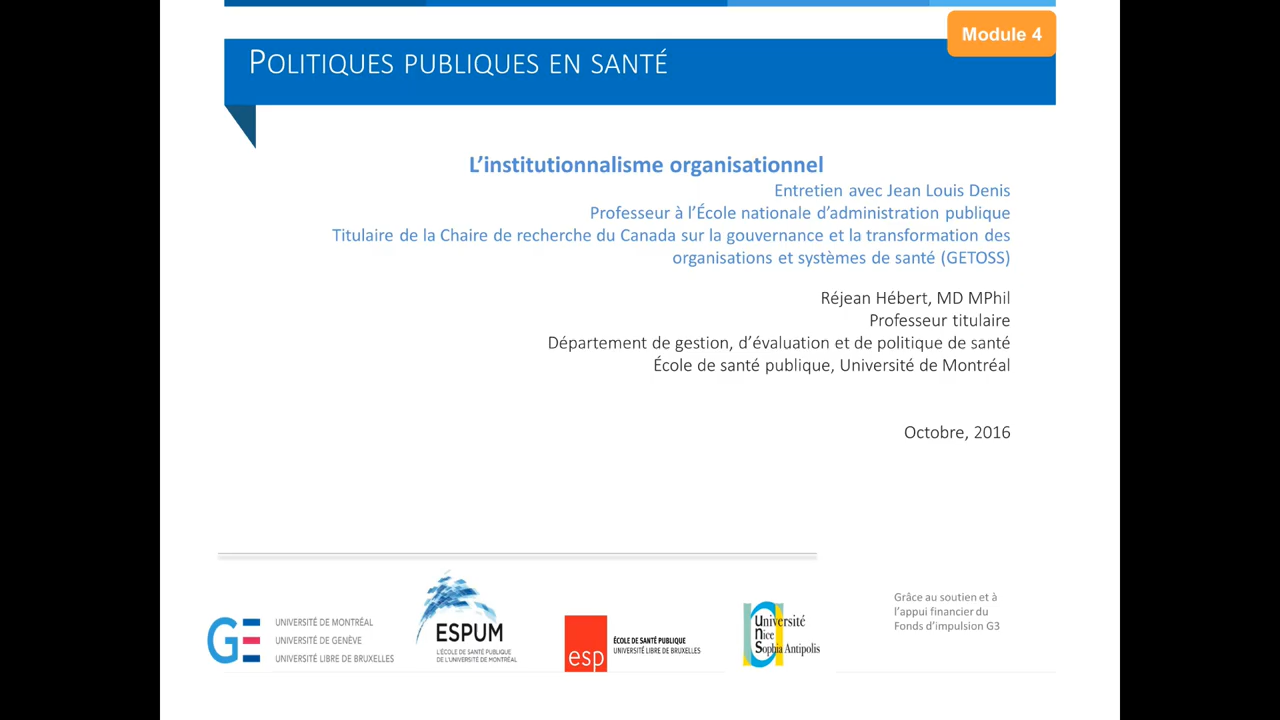 Module 4
POLITIQUES PUBLIQUES EN SANTÉ
L'institutionnalisme organisationnel
Entretien avec Jean Louis Denis
Professeur à l'École nationale d'administration publique
Titulaire de la Chaire de recherche du Canada sur la gouvernance et la transformation des
organisations et systèmes de santé (GETOSS)
Réjean Hébert, MD MPhil
Professeur titulaire
Département de gestion, d'évaluation et de politique de santé
École de santé publique, Université de Montréal
Octobre, 2016
GE
UNIVERSITÉ DE MONTRÉAL
UNIVERSITÉ DE GENÈVE
UNIVERSITÉ LIBRE DE BRUXELLES
ESPUM
L'ÉCOLE DE SANTÉ PUBLIQUE
DE L'UNIVERSITÉ DE MONTRÉAL
esp
ÉCOLE DE SANTÉ PUBLIQUE
UNIVERSITÉ LIBRE DE BRUXELLES
Université
Nice
Sophia Antipolis
Grâce au soutien et à
l'appui financier du
Fonds d'impulsion G3